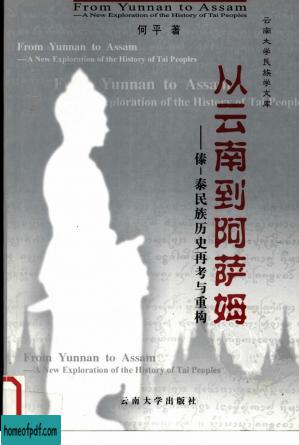 From Yunnan to Assam
—A New Exploration of the History of Tai Peoples
何平 著
云南大学民族学文库
From Yunnan to Assam
—A New Exploration of the History of Tai Peoples
从云南到阿萨姆
——傣-泰民族历史再考与重构
From Yunnan to Assam
—A New Exploration of the History of Tai Peoples
云南大学出版社
homeofpdf.com